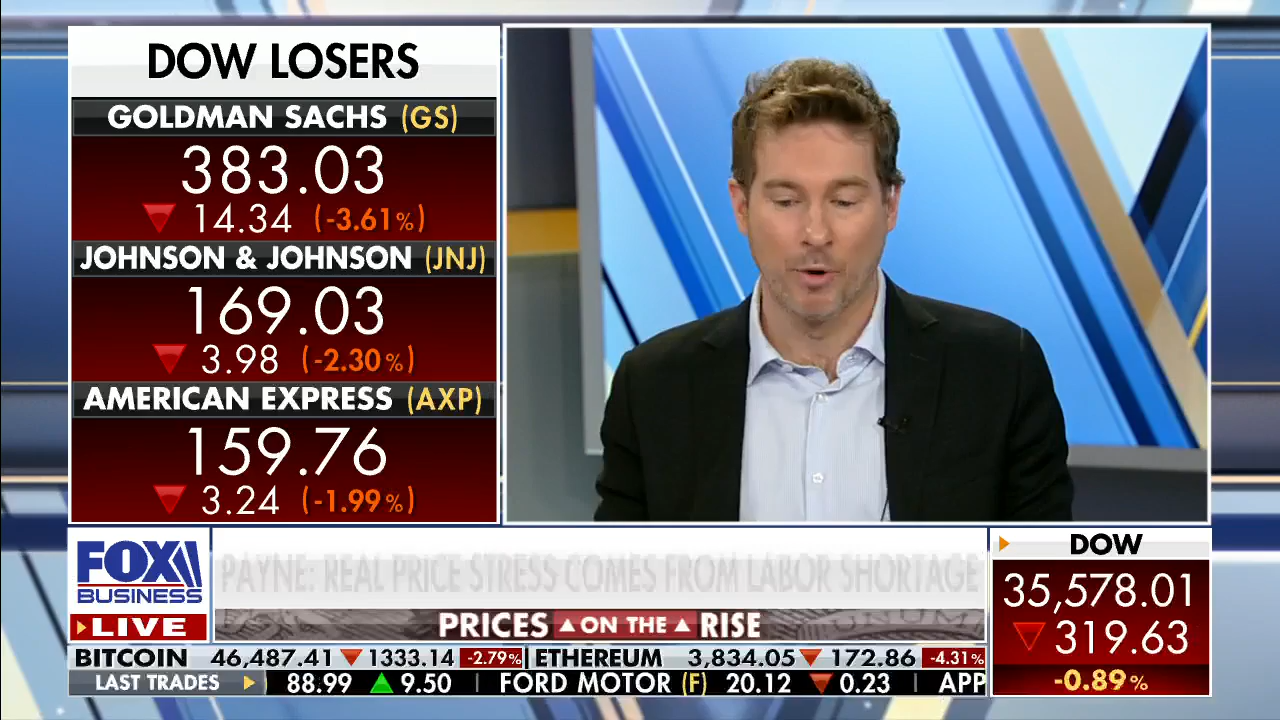 DOW LOSERS
GOLDMAN SACHS (GS)
383.03
▼ 14.34 (-3.61%)
JOHNSON & JOHNSON (JNJ)
169.03
▼ 3.98 (-2.30%)
AMERICAN EXPRESS (AXP)
159.76
▼ 3.24 (-1.99%)
FOX
BUSINESS
LIVE
PAYNE: REAL PRICE STRESS COMES FROM LABOR SHORTAGE
PRICES ▲ ON THE ▲ RISE
DOW
35,578.01
▼ 319.63
-0.89%
BITCOIN 46,487.41 ▼ 1333.14 -2.79% ETHEREUM 3,834.05 ▼ 172.86 -4.31%
LAST TRADES 88.99 ▲ 9.50 | FORD MOTOR (F) 20.12 ▼ 0.23 | APP